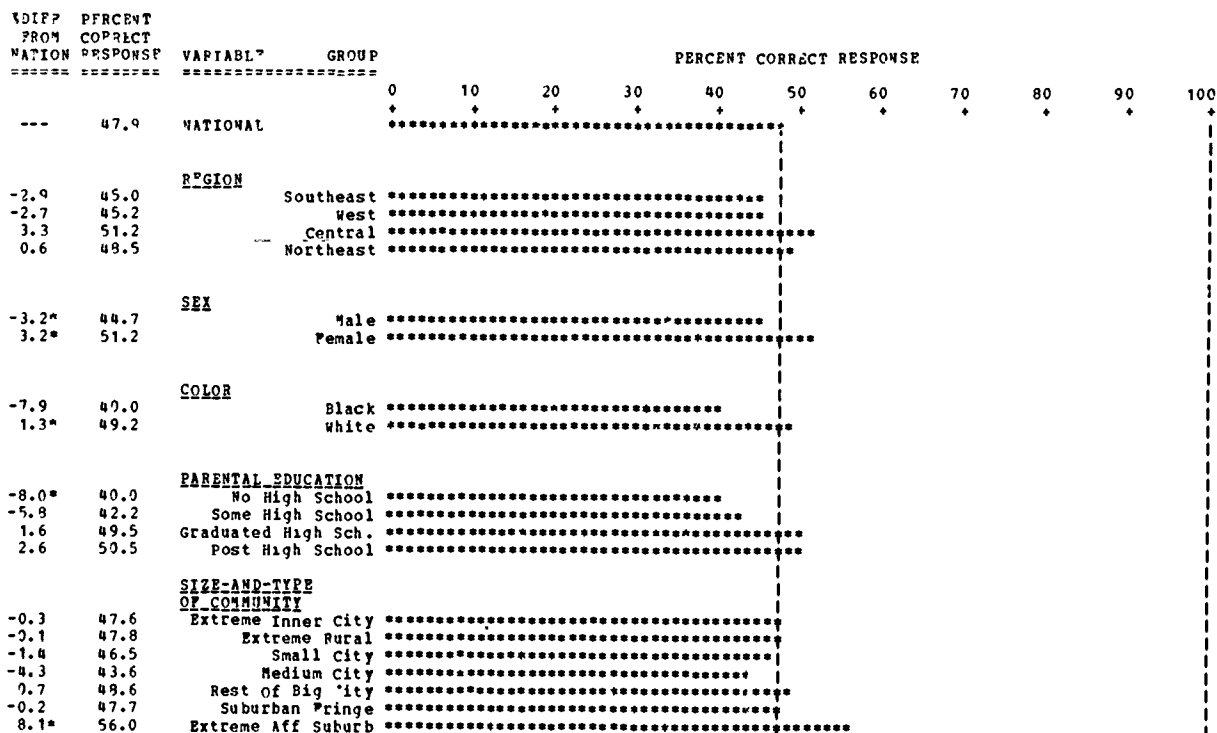 %DIFF PERCENT
FROM CORRECT
NATION RESPONSE VARIABLE GROUP PERCENT CORRECT RESPONSE
0 10 20 30 40 50 60 70 80 90 100
--- 47.9 NATIONAL
REGION
-2.9 45.0 Southeast
-2.7 45.2 West
3.3 51.2 Central
0.6 48.5 Northeast
SEX
-3.2* 44.7 Male
3.2* 51.2 Female
COLOR
-7.9 40.0 Black
1.3* 49.2 White
PARENTAL EDUCATION
-8.0* 40.0 No High School
-5.8 42.2 Some High School
1.6 49.5 Graduated High Sch.
2.6 50.5 Post High School
SIZE-AND-TYPE
OF COMMUNITY
-0.3 47.6 Extreme Inner City
-0.1 47.8 Extreme Rural
-1.4 46.5 Small City
-4.3 43.6 Medium City
0.7 48.6 Rest of Big City
-0.2 47.7 Suburban Fringe
8.1* 56.0 Extreme Aff Suburb